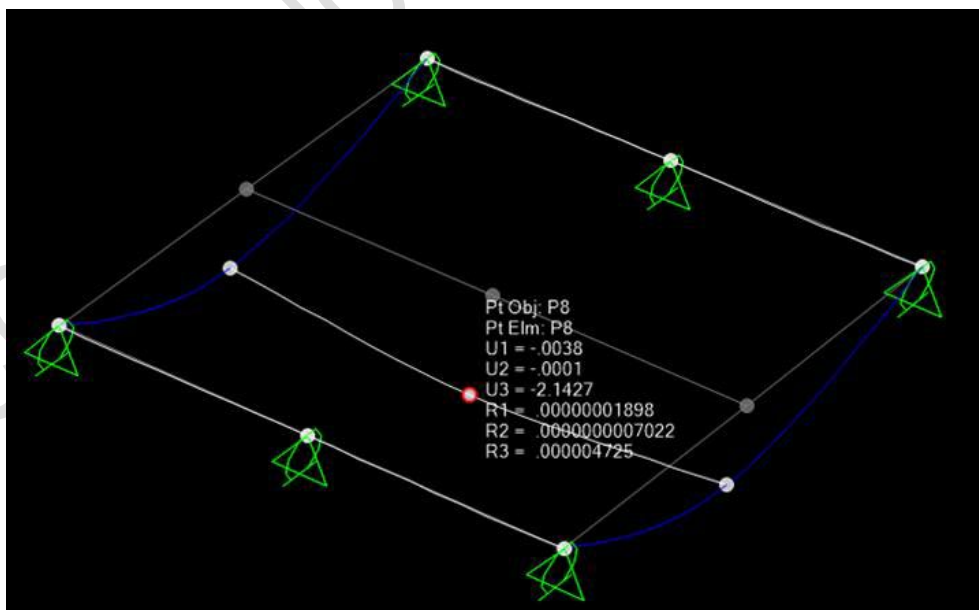 Pt Obj: P8
Pt Elm: P8
U1 = -.0038
U2 = -.0001
U3 = -2.1427
R1 = .00000001898
R2 = .0000000007022
R3 = .000004725